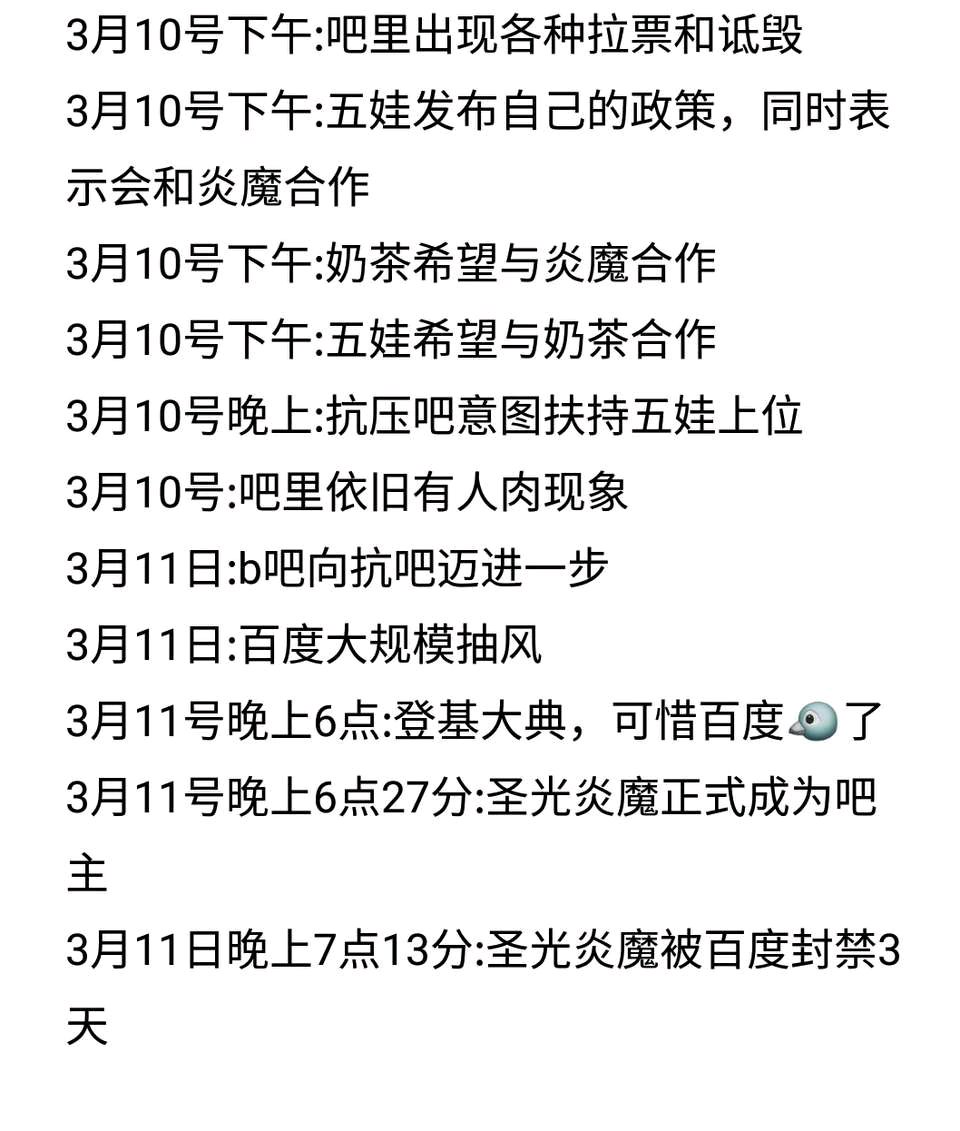 3月10号下午:吧里出现各种拉票和诋毁
3月10号下午:五娃发布自己的政策，同时表
示会和炎魔合作
3月10号下午:奶茶希望与炎魔合作
3月10号下午:五娃希望与奶茶合作
3月10号晚上:抗压吧意图扶持五娃上位
3月10号:吧里依旧有人肉现象
3月11日:b吧向抗吧迈进一步
3月11日:百度大规模抽风
3月11号晚上6点:登基大典，可惜百度🐦了
3月11号晚上6点27分:圣光炎魔正式成为吧
主
3月11日晚上7点13分:圣光炎魔被百度封禁3
天